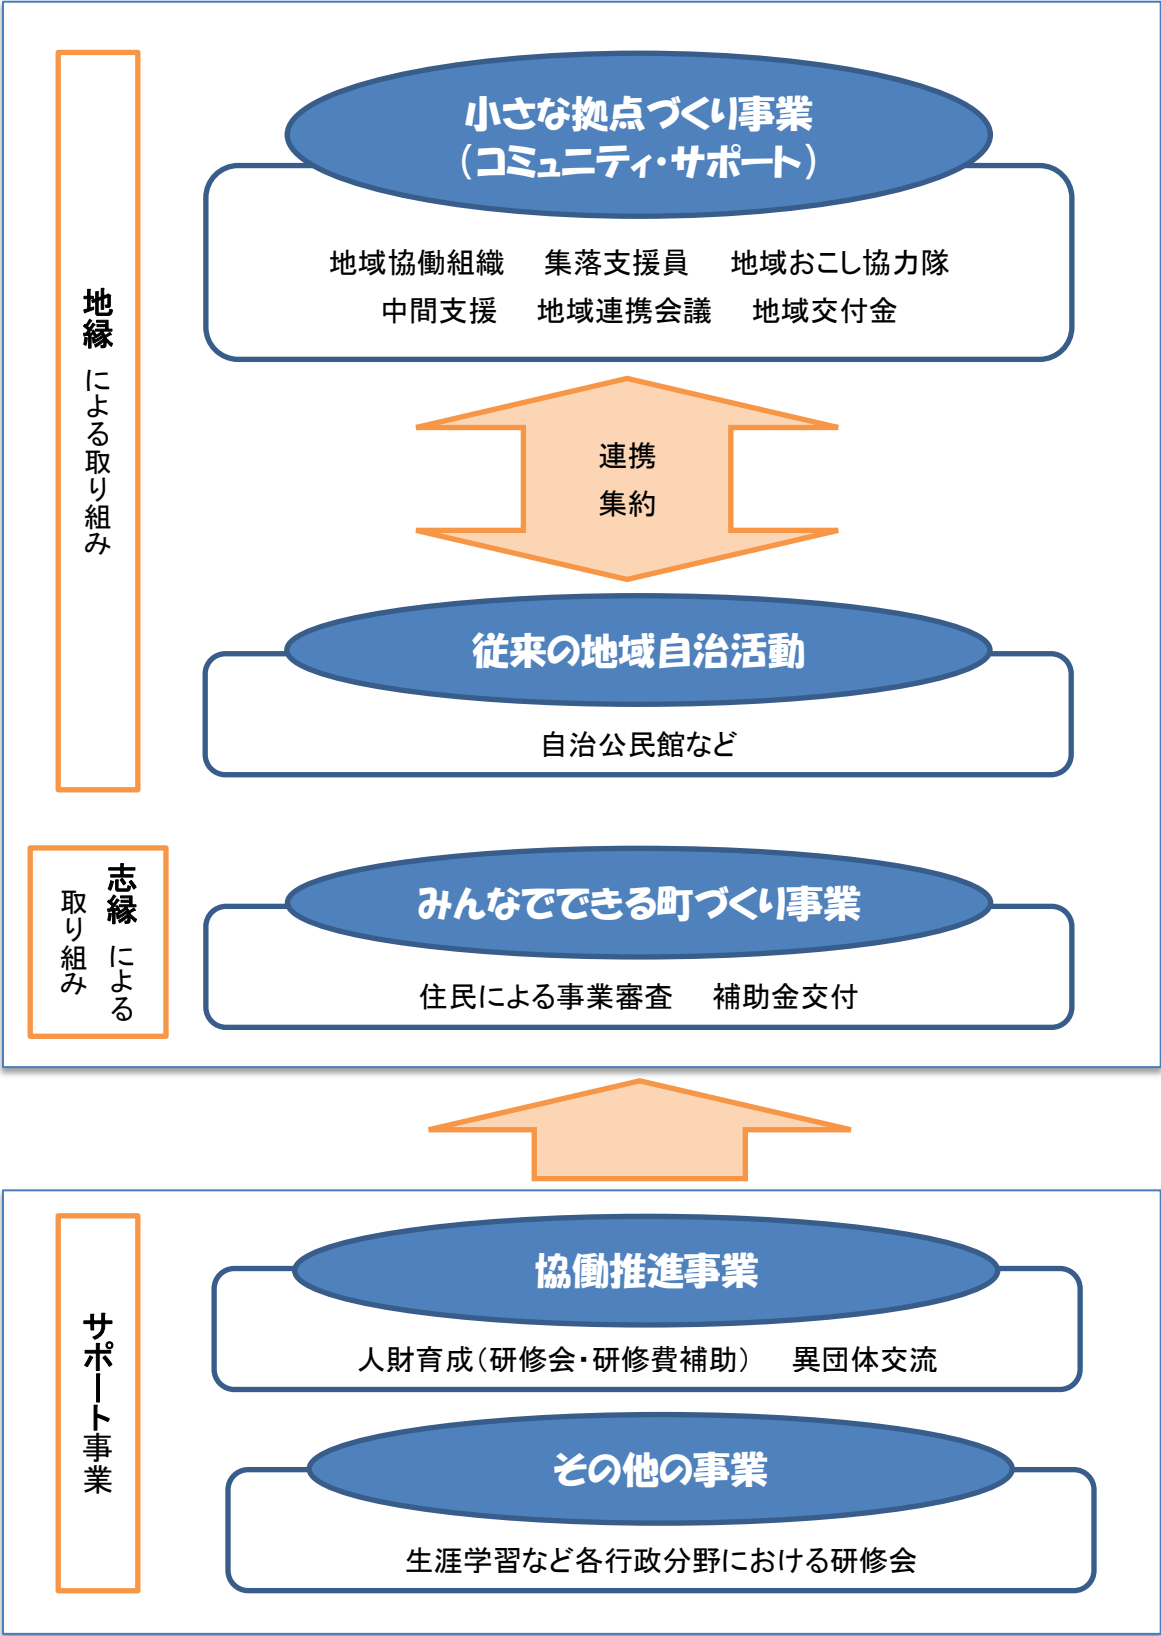 地縁による取り組み
小さな拠点づくり事業
（コミュニティ・サポート）
地域協働組織　集落支援員　地域おこし協力隊
中間支援　地域連携会議　地域交付金
連携
集約
従来の地域自治活動
自治公民館など
志縁による
取り組み
みんなでできる町づくり事業
住民による事業審査　補助金交付
サポート事業
協働推進事業
人財育成（研修会・研修費補助）　異団体交流
その他の事業
生涯学習など各行政分野における研修会